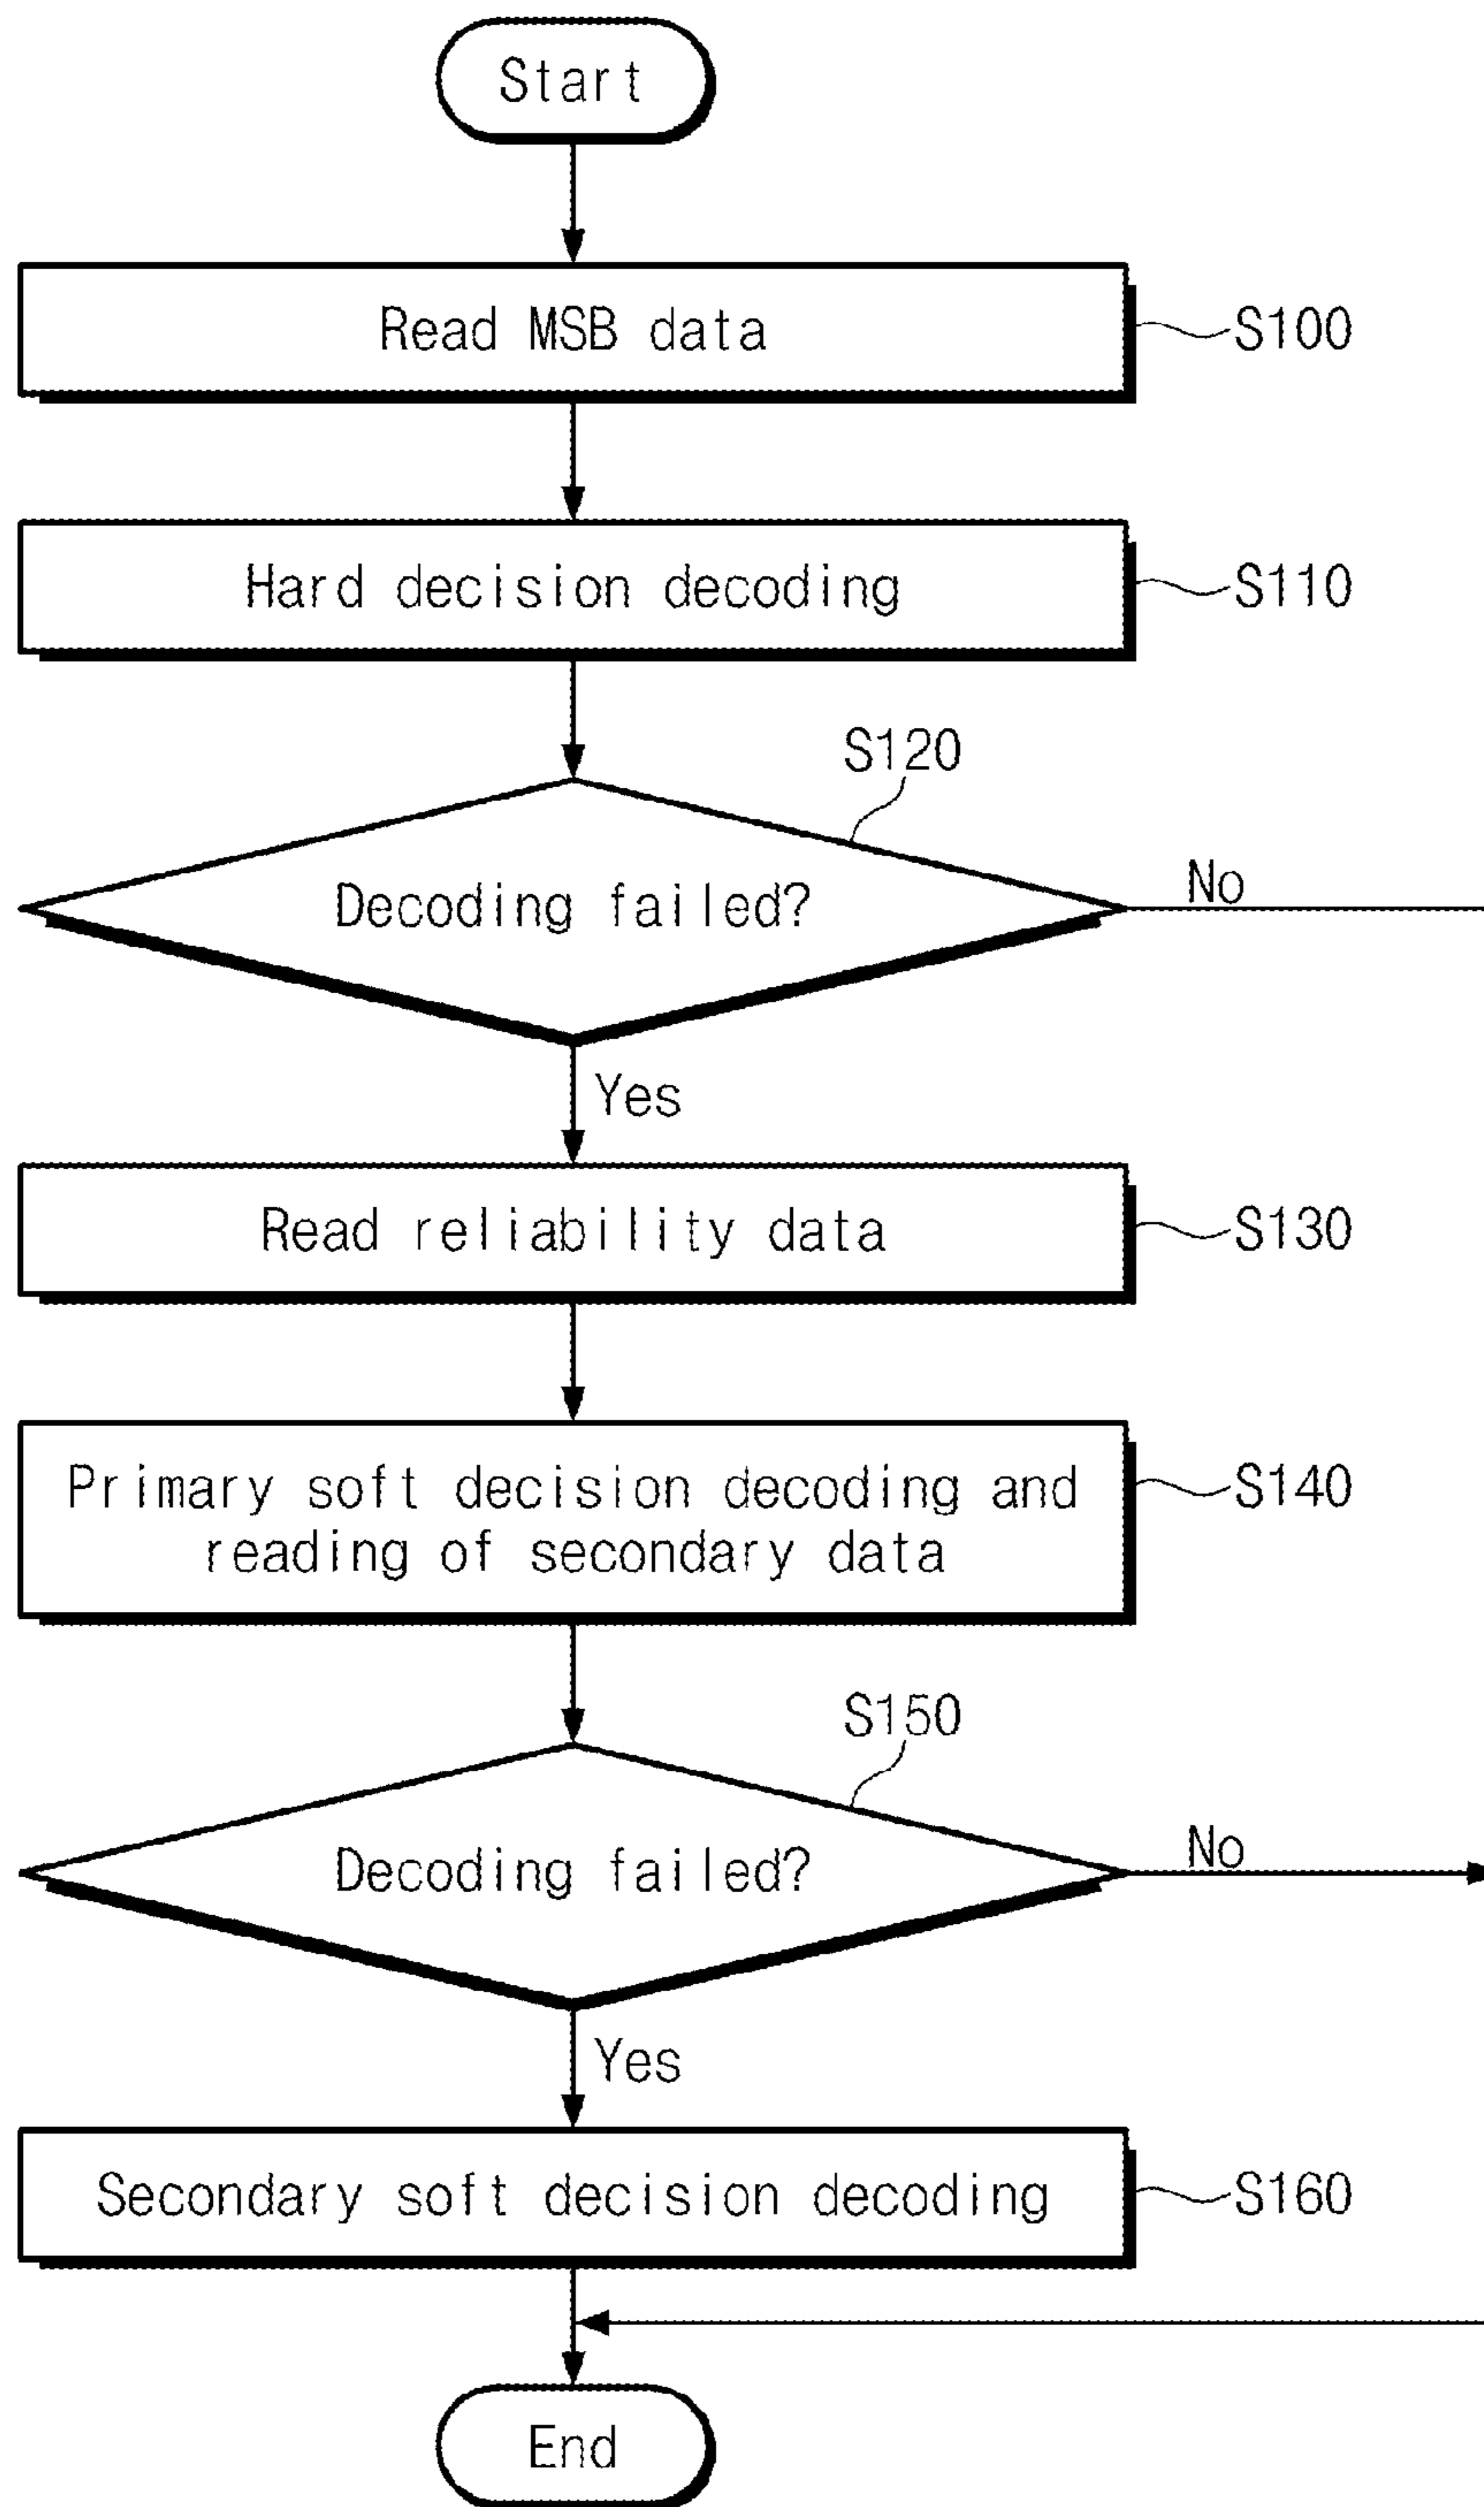 Start
Read MSB data
S100
Hard decision decoding
S110
S120
Decoding failed?
No
Yes
Read reliability data
S130
Primary soft decision decoding and
reading of secondary data
S140
S150
Decoding failed?
No
Yes
Secondary soft decision decoding
S160
End